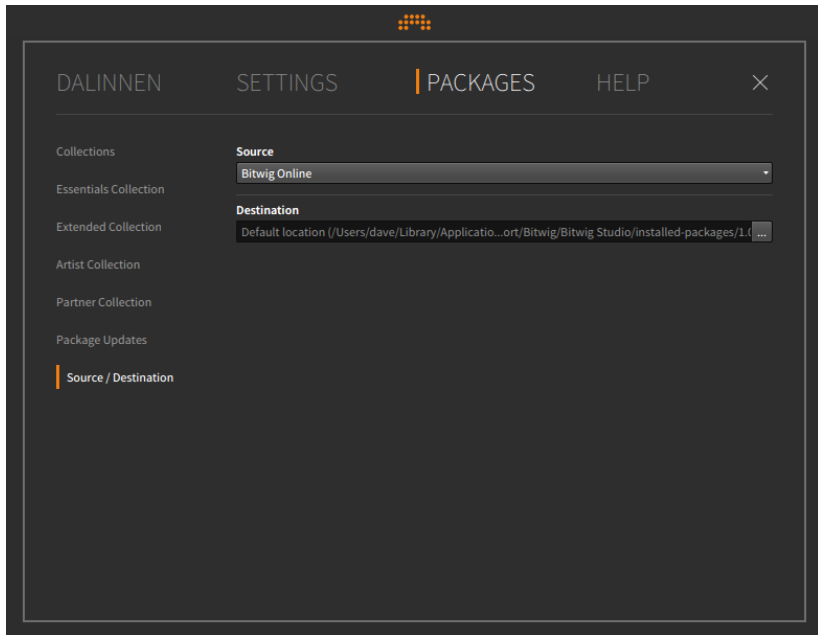 DALINNEN
SETTINGS
PACKAGES
HELP
Collections
Essentials Collection
Extended Collection
Artist Collection
Partner Collection
Package Updates
Source / Destination
Source
Bitwig Online
Destination
Default location (/Users/dave/Library/Applicatio...ort/Bitwig/Bitwig Studio/installed-packages/1.0 ...